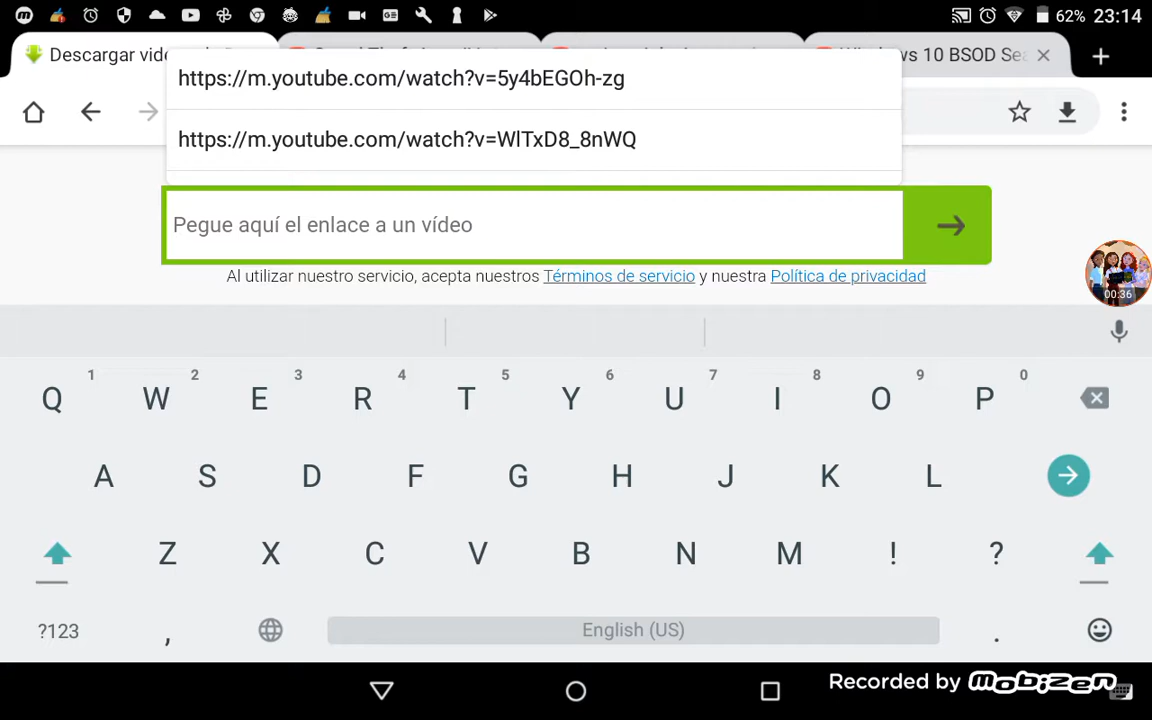 62% 23:14
Descargar vide
Windows 10 BSOD Sea
https://m.youtube.com/watch?v=5y4bEGOh-zg
https://m.youtube.com/watch?v=WlTxD8_8nWQ
Pegue aquí el enlace a un vídeo
Al utilizar nuestro servicio, acepta nuestros Términos de servicio y nuestra Política de privacidad
00:36
1 2 3 4 5 6 7 8 9 0
Q W E R T Y U I O P
A S D F G H J K L
Z X C V B N M ! ?
?123 , English (US) .
Recorded by mobizen